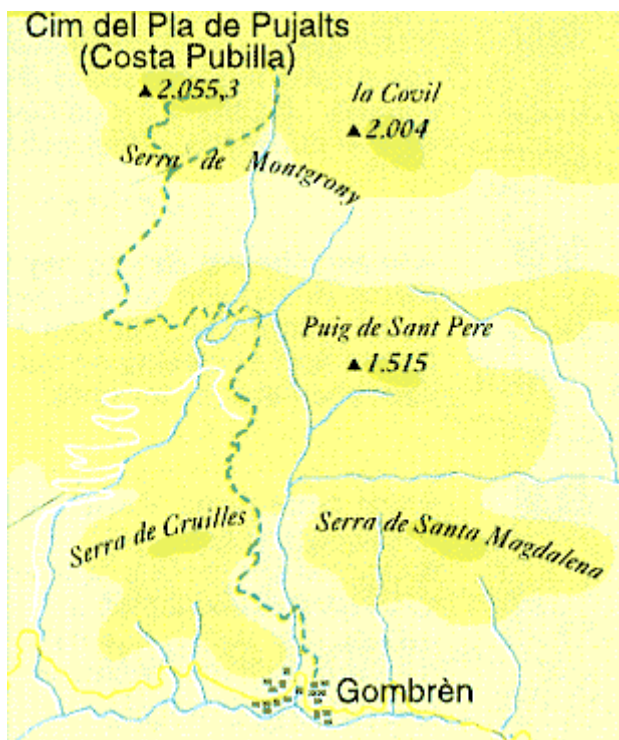 Cim del Pla de Pujalts
(Costa Pubilla)
▲ 2.055,3
la Covil
▲ 2.004
Serra de Montgrony
Puig de Sant Pere
▲ 1.515
Serra de Gruilles
Serra de Santa Magdalena
Gombrèn